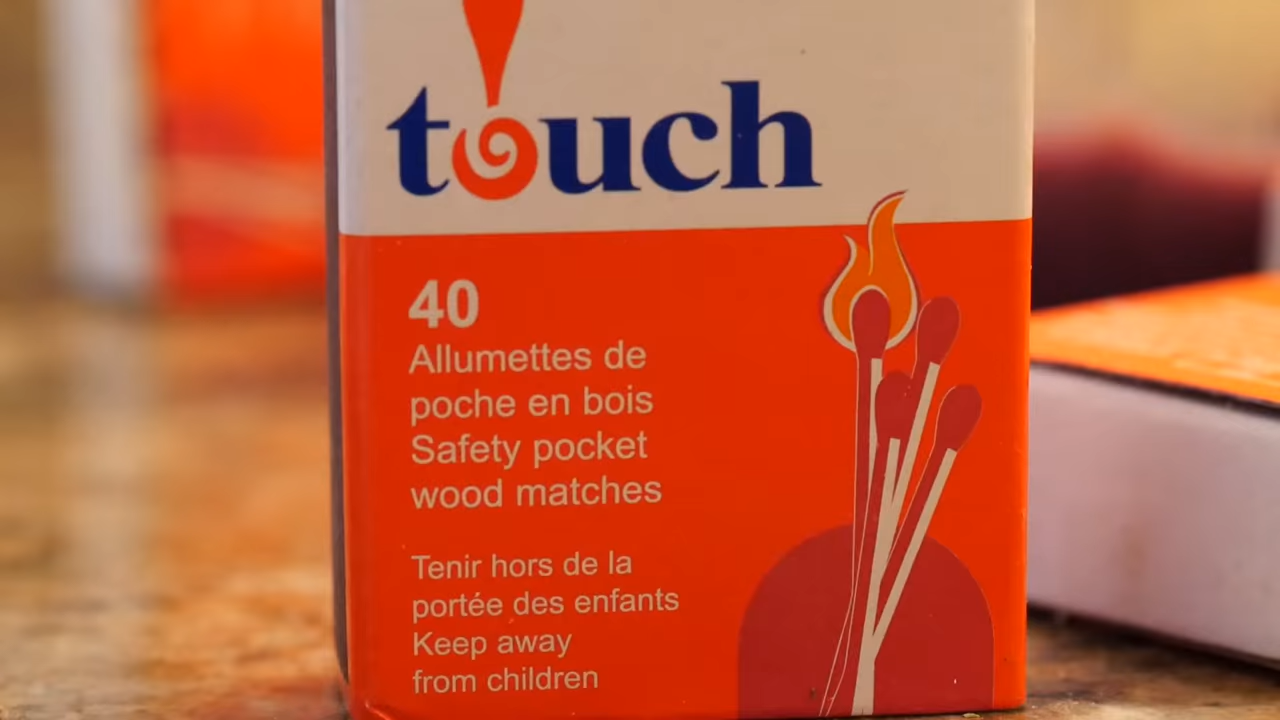 touch
40
Allumettes de
poche en bois
Safety pocket
wood matches
Tenir hors de la
portée des enfants
Keep away
from children